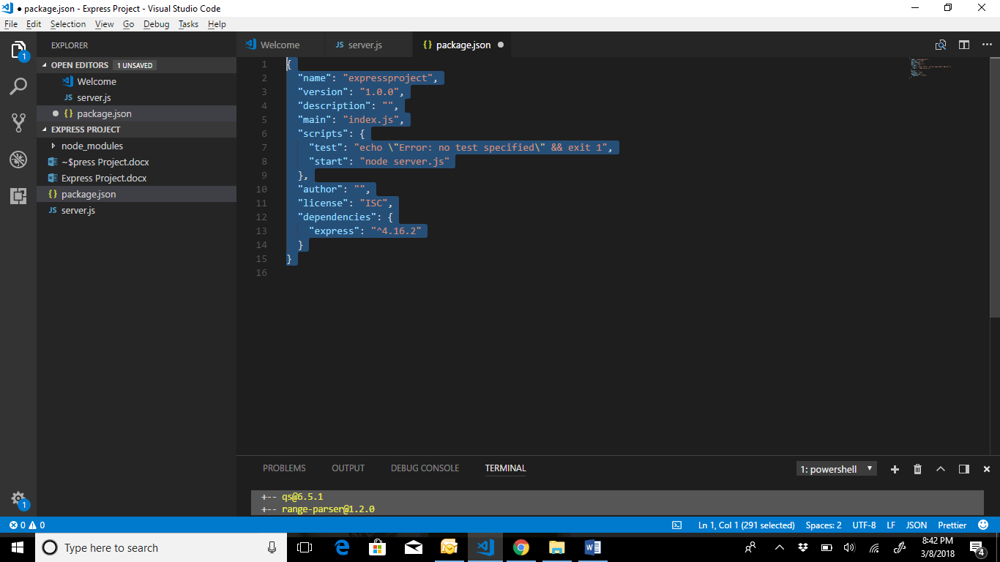 package.json - Express Project - Visual Studio Code
File Edit Selection View Go Debug Tasks Help
1
EXPLORER
OPEN EDITORS 1 UNSAVED
Welcome
JS server.js
{} package.json
EXPRESS PROJECT
node_modules
~$press Project.docx
Express Project.docx
{} package.json
JS server.js
1
Welcome JS server.js {} package.json
1 {
2 "name": "expressproject",
3 "version": "1.0.0",
4 "description": "",
5 "main": "index.js",
6 "scripts": {
7 "test": "echo \"Error: no test specified\" && exit 1",
8 "start": "node server.js"
9 },
10 "author": "",
11 "license": "ISC",
12 "dependencies": {
13 "express": "^4.16.2"
14 }
15 }
16
PROBLEMS OUTPUT DEBUG CONSOLE TERMINAL 1: powershell
+-- qs@6.5.1
+-- range-parser@1.2.0
0 0 Ln 1, Col 1 (291 selected) Spaces: 2 UTF-8 LF JSON Prettier
Type here to search
8:42 PM
3/8/2018
4